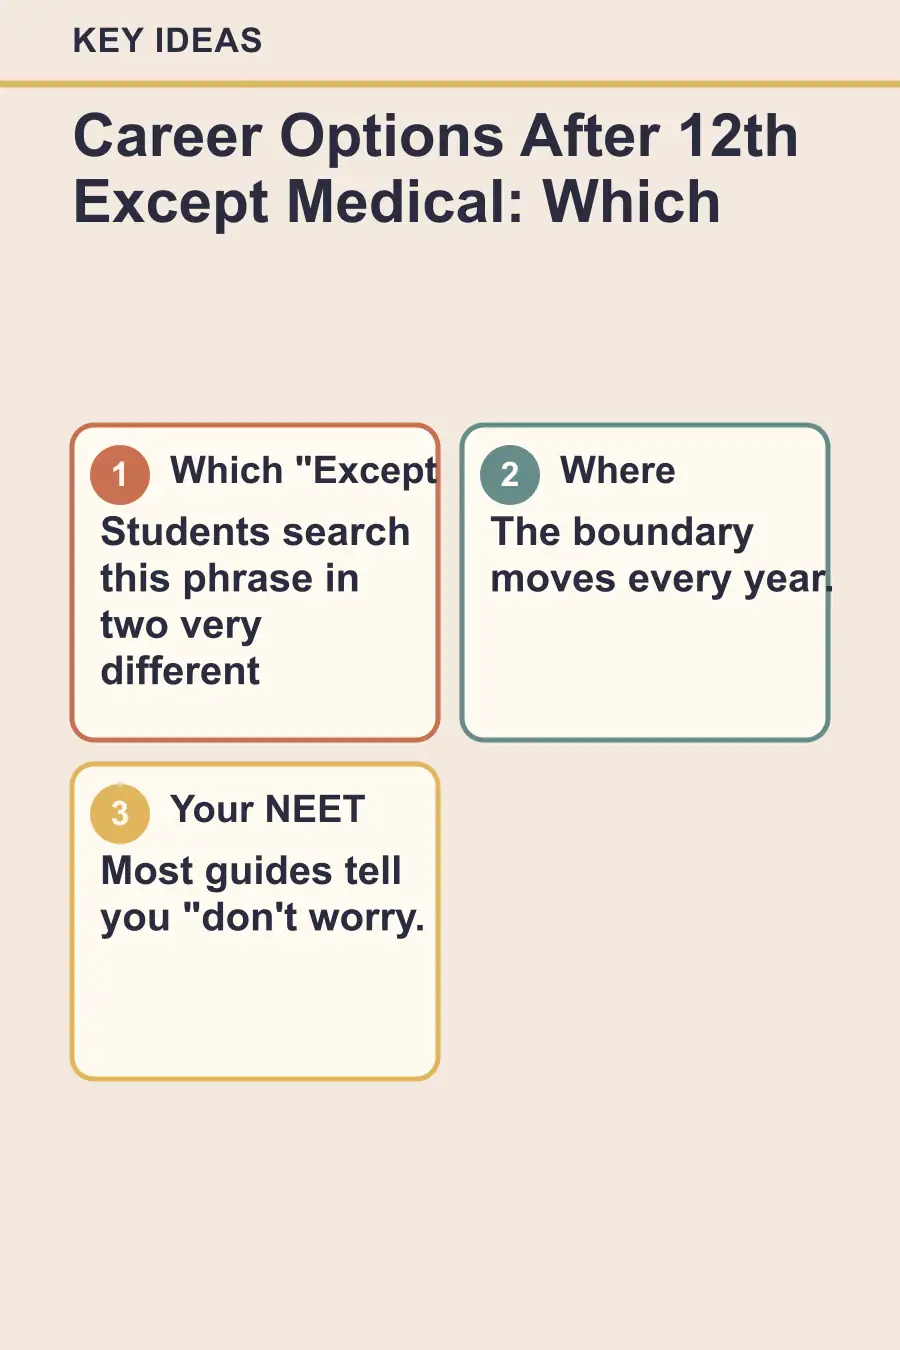 KEY IDEAS
Career Options After 12th
Except Medical: Which
1 Which "Except
Students search
this phrase in
two very
different
2 Where
The boundary
moves every year.
3 Your NEET
Most guides tell
you "don't worry.